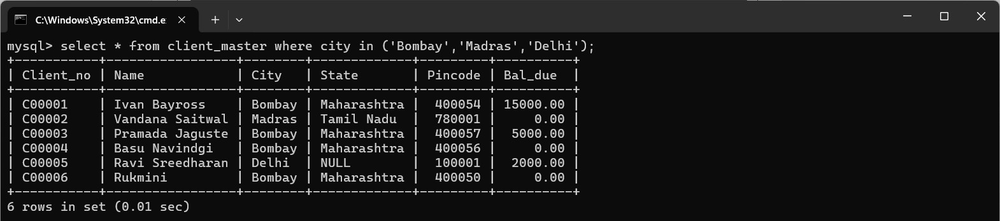 C:\Windows\System32\cmd.e
mysql> select * from client_master where city in ('Bombay','Madras','Delhi');
+-----------+-----------------+--------+-------------+---------+----------+
| Client_no | Name            | City   | State       | Pincode | Bal_due  |
+-----------+-----------------+--------+-------------+---------+----------+
| C00001    | Ivan Bayross    | Bombay | Maharashtra |  400054 | 15000.00 |
| C00002    | Vandana Saitwal | Madras | Tamil Nadu  |  780001 |     0.00 |
| C00003    | Pramada Jaguste | Bombay | Maharashtra |  400057 |  5000.00 |
| C00004    | Basu Navindgi   | Bombay | Maharashtra |  400056 |     0.00 |
| C00005    | Ravi Sreedharan | Delhi  | NULL        |  100001 |  2000.00 |
| C00006    | Rukmini         | Bombay | Maharashtra |  400050 |     0.00 |
+-----------+-----------------+--------+-------------+---------+----------+
6 rows in set (0.01 sec)